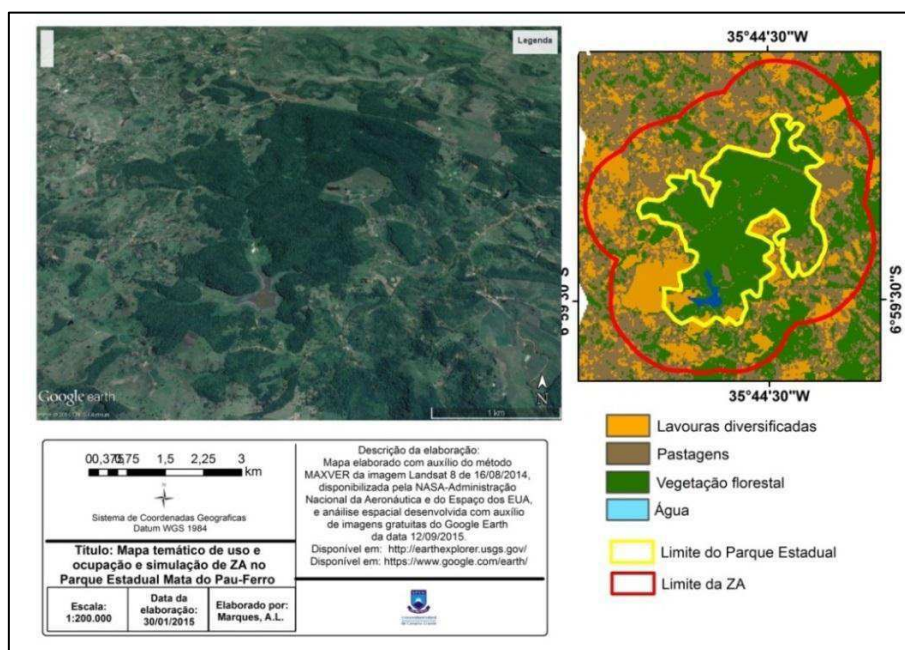 Legenda
Google earth
1 km
N
35°44'30"W
6°59'30"S
6°59'30"S
35°44'30"W
Lavouras diversificadas
Pastagens
Vegetação florestal
Água
Limite do Parque Estadual
Limite da ZA
00,3750,75 1,5 2,25 3
km
Sistema de Coordenadas Geograficas
Datum WGS 1984
Título: Mapa temático de uso e
ocupação e simulação de ZA no
Parque Estadual Mata do Pau-Ferro
Escala:
1:200.000
Data da
elaboração:
30/01/2015
Elaborado por:
Marques, A.L.
Descrição da elaboração:
Mapa elaborado com auxílio do método
MAXVER da imagem Landsat 8 de 16/08/2014,
disponibilizada pela NASA-Administração
Nacional da Aeronáutica e do Espaço dos EUA,
e análise espacial desenvolvida com auxílio
de imagens gratuitas do Google Earth
da data 12/09/2015.
Disponível em: http://earthexplorer.usgs.gov/
Disponível em: https://www.google.com/earth/